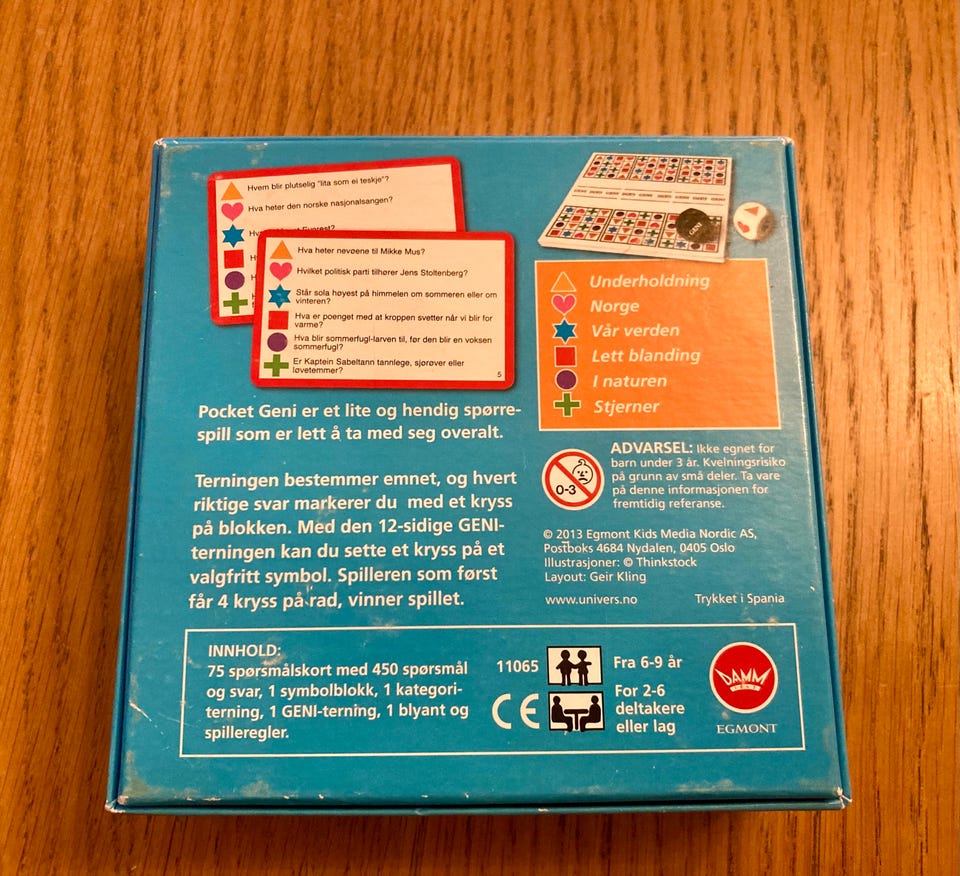 Hvem blir plutselig "lita som ei teskje"?
Hva heter den norske nasjonalsangen?
Everest?
Hva heter nevøene til Mikke Mus?
Hvilket politisk parti tilhører Jens Stoltenberg?
Står sola høyest på himmelen om sommeren eller om
vinteren?
Hva er poenget med at kroppen svetter når vi blir for
varme?
Hva blir sommerfugl-larven til, før den blir en voksen
sommerfugl?
Er Kaptein Sabeltann tannlege, sjørøver eller
løvetemmer?
5
GENI
Underholdning
Norge
Vår verden
Lett blanding
I naturen
Stjerner
Pocket Geni er et lite og hendig spørre-
spill som er lett å ta med seg overalt.
Terningen bestemmer emnet, og hvert
riktige svar markerer du med et kryss
på blokken. Med den 12-sidige GENI-
terningen kan du sette et kryss på et
valgfritt symbol. Spilleren som først
får 4 kryss på rad, vinner spillet.
0-3
ADVARSEL: Ikke egnet for
barn under 3 år. Kvelningsrisiko
på grunn av små deler. Ta vare
på denne informasjonen for
fremtidig referanse.
© 2013 Egmont Kids Media Nordic AS,
Postboks 4684 Nydalen, 0405 Oslo
Illustrasjoner: © Thinkstock
Layout: Geir Kling
www.univers.no Trykket i Spania
INNHOLD:
75 spørsmålskort med 450 spørsmål
og svar, 1 symbolblokk, 1 kategori-
terning, 1 GENI-terning, 1 blyant og
spilleregler.
11065
CE
Fra 6-9 år
For 2-6
deltakere
eller lag
DAMM
EGMONT